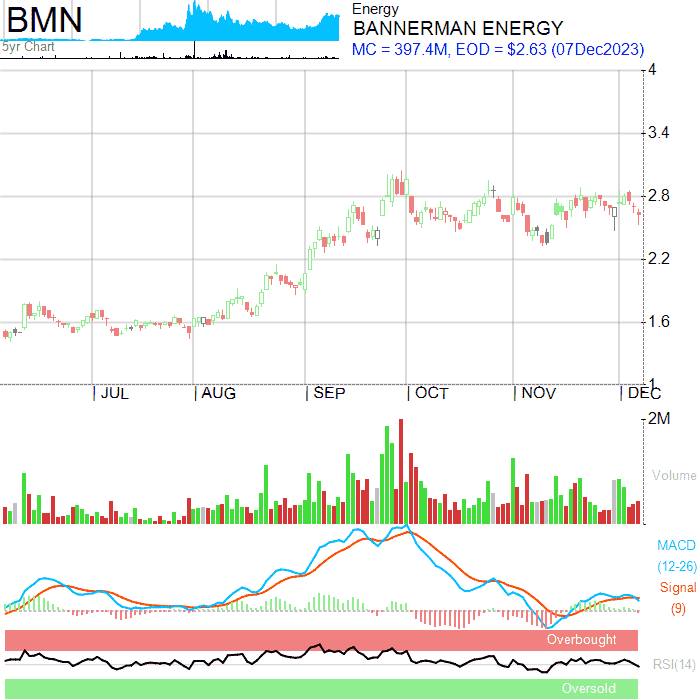 BMN
5yr Chart
Energy
BANNERMAN ENERGY
MC = 397.4M, EOD = $2.63 (07Dec2023)
4
3.4
2.8
2.2
1.6
1
JUL AUG SEP OCT NOV DEC
2M
Volume
MACD
(12-26)
Signal
(9)
Overbought
RSI(14)
Oversold